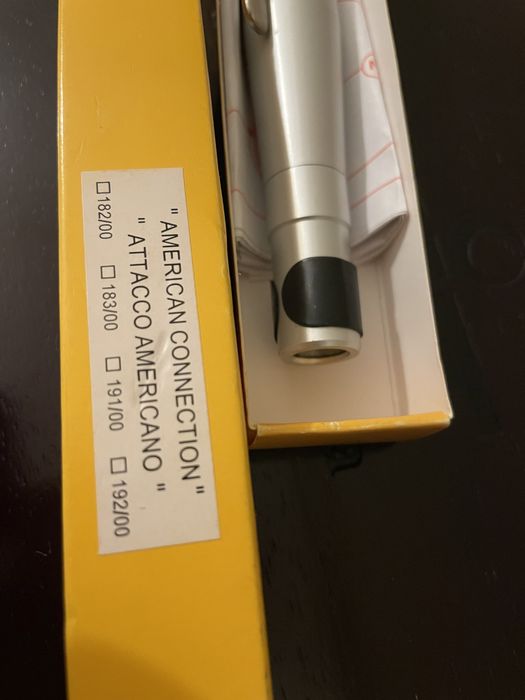 " AMERICAN CONNECTION "
" ATTACCO AMERICANO "
☐ 182/00 ☐ 183/00 ☐ 191/00 ☐ 192/00